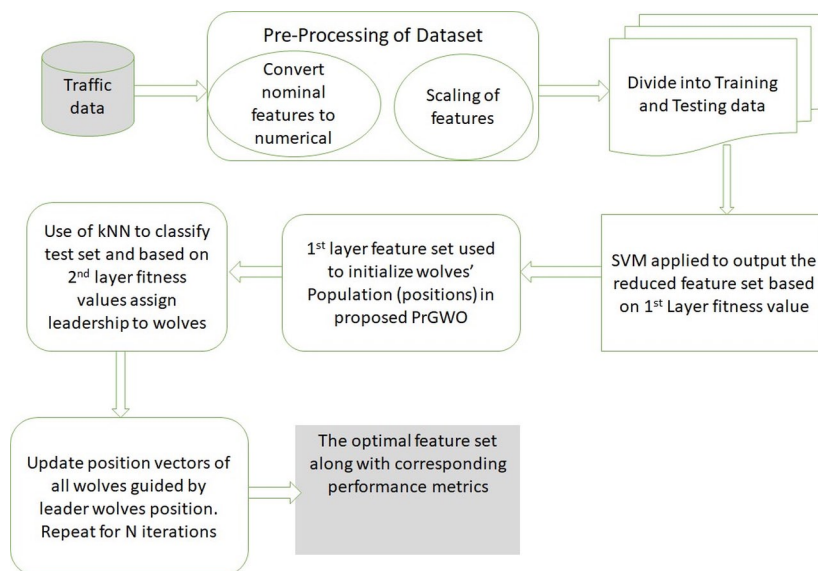 Traffic
data
Pre-Processing of Dataset
Convert
nominal
features to
numerical
Scaling of
features
Divide into Training
and Testing data
SVM applied to output the
reduced feature set based
on 1st Layer fitness value
1st layer feature set used
to initialize wolves'
Population (positions) in
proposed PrGWO
Use of kNN to classify
test set and based on
2nd layer fitness
values assign
leadership to wolves
Update position vectors of
all wolves guided by
leader wolves position.
Repeat for N iterations
The optimal feature set
along with corresponding
performance metrics